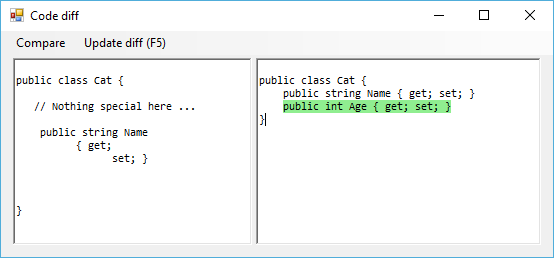 Code diff
Compare Update diff (F5)
public class Cat {
// Nothing special here ...
public string Name
{ get;
set; }
}
public class Cat {
public string Name { get; set; }
public int Age { get; set; }
}